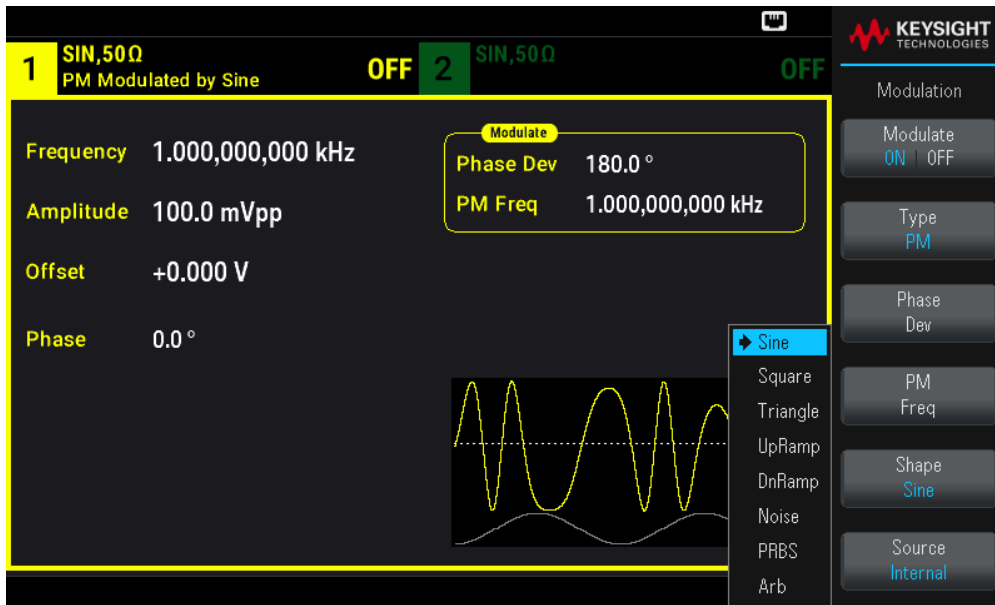 KEYSIGHT
TECHNOLOGIES
1
SIN,50Ω
PM Modulated by Sine
OFF
2
SIN,50Ω
OFF
Frequency 1.000,000,000 kHz
Amplitude 100.0 mVpp
Offset +0.000 V
Phase 0.0 °
Modulate
Phase Dev 180.0 °
PM Freq 1.000,000,000 kHz
Sine
Square
Triangle
UpRamp
DnRamp
Noise
PRBS
Arb
Modulation
Modulate
ON | OFF
Type
PM
Phase
Dev
PM
Freq
Shape
Sine
Source
Internal